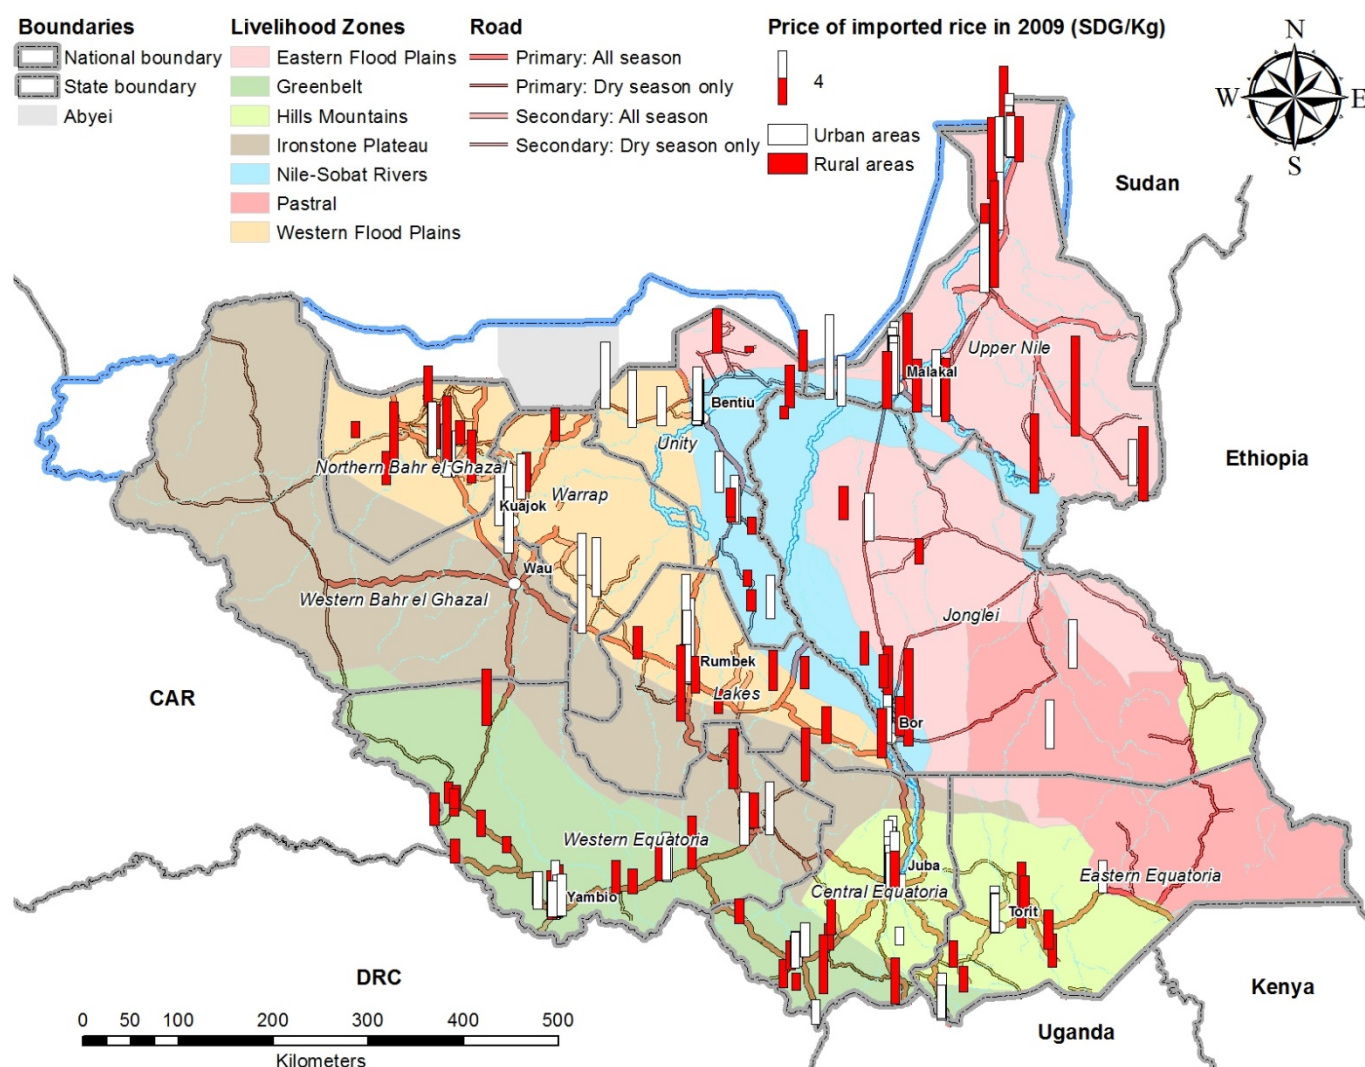 Boundaries
National boundary
State boundary
Abyei
Livelihood Zones
Eastern Flood Plains
Greenbelt
Hills Mountains
Ironstone Plateau
Nile-Sobat Rivers
Pastral
Western Flood Plains
Road
Primary: All season
Primary: Dry season only
Secondary: All season
Secondary: Dry season only
Price of imported rice in 2009 (SDG/Kg)
4
Urban areas
Rural areas
N
W
E
S
Sudan
Upper Nile
Malakal
Bentiu
Unity
Ethiopia
Northern Bahr el Ghazal
Warrap
Kuajok
Wau
Western Bahr el Ghazal
Jonglei
Rumbek
Lakes
CAR
Bor
Western Equatoria
Juba
Central Equatoria
Eastern Equatoria
Yambio
Torit
DRC
Kenya
Uganda
0 50 100 200 300 400 500
Kilometers